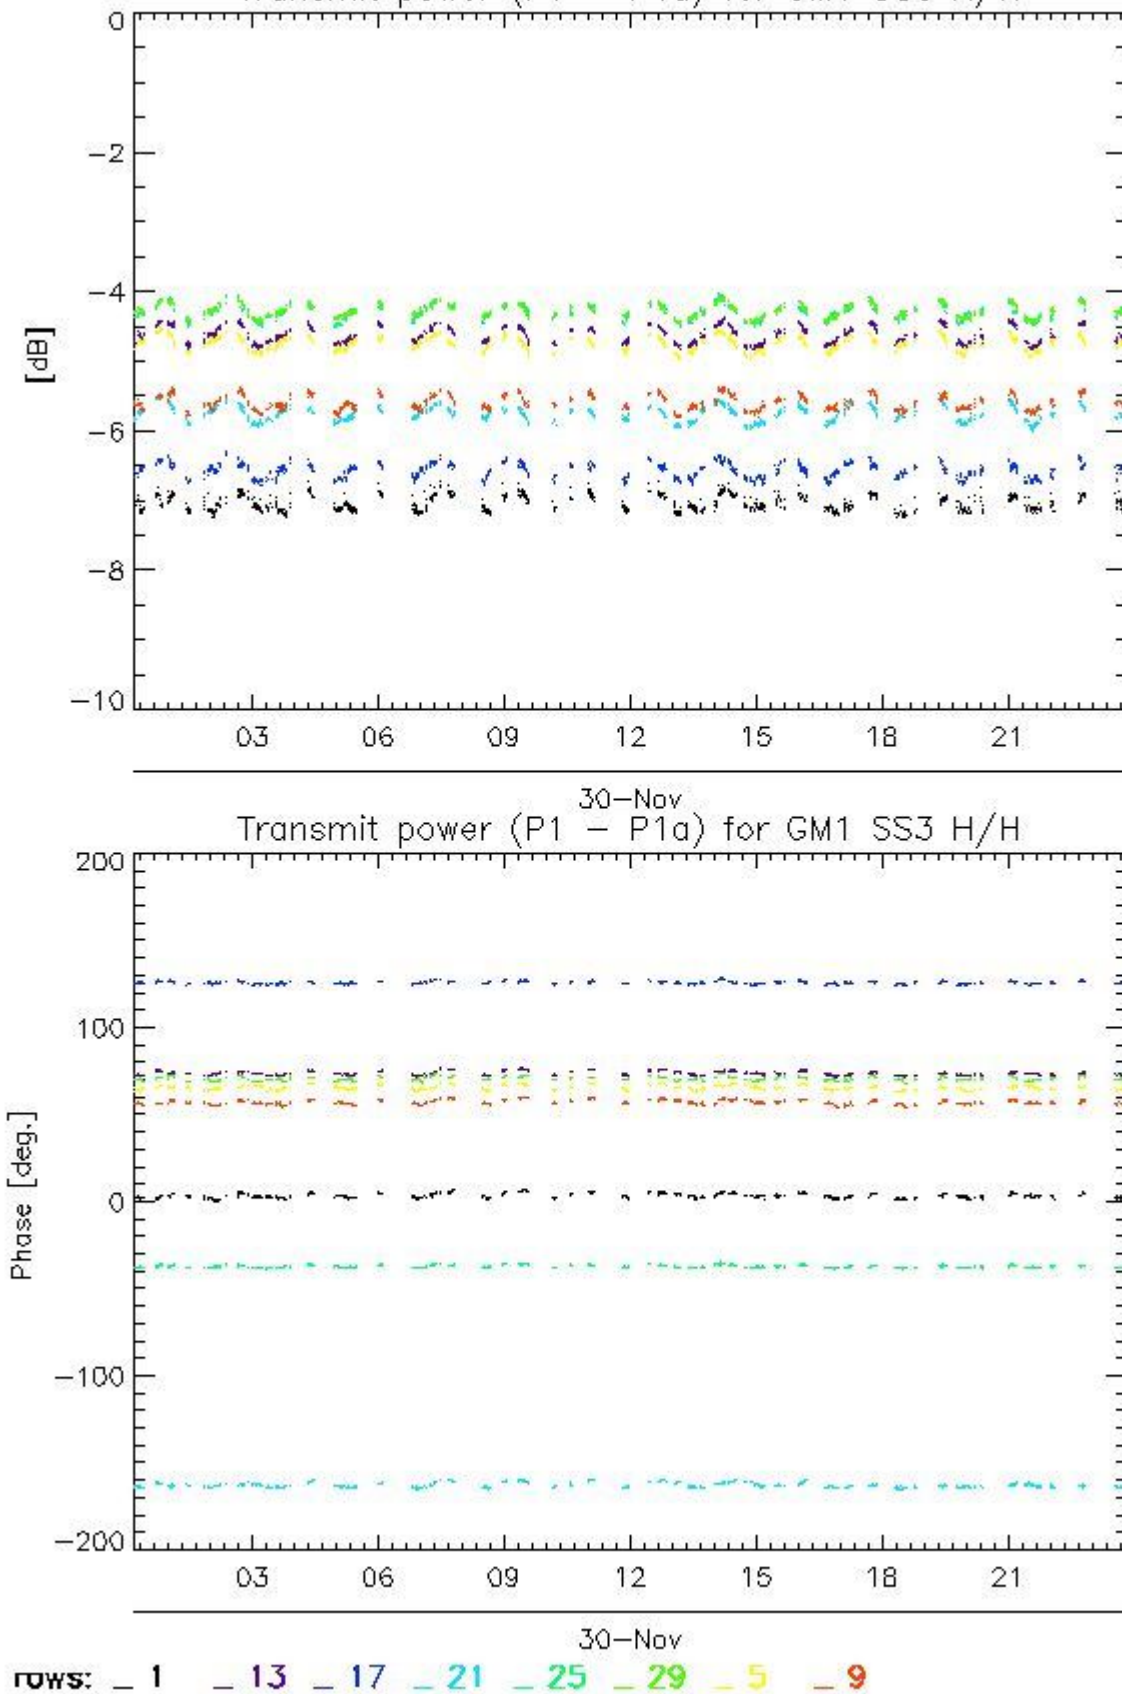 0
−2
−4
−6
−8
−10
[dB]
03 06 09 12 15 18 21
30−Nov
Transmit power (P1 − P1a) for GM1 SS3 H/H
200
100
0
−100
−200
Phase [deg.]
03 06 09 12 15 18 21
30−Nov
rows: _ 1 _ 13 _ 17 _ 21 _ 25 _ 29 _ 5 _ 9